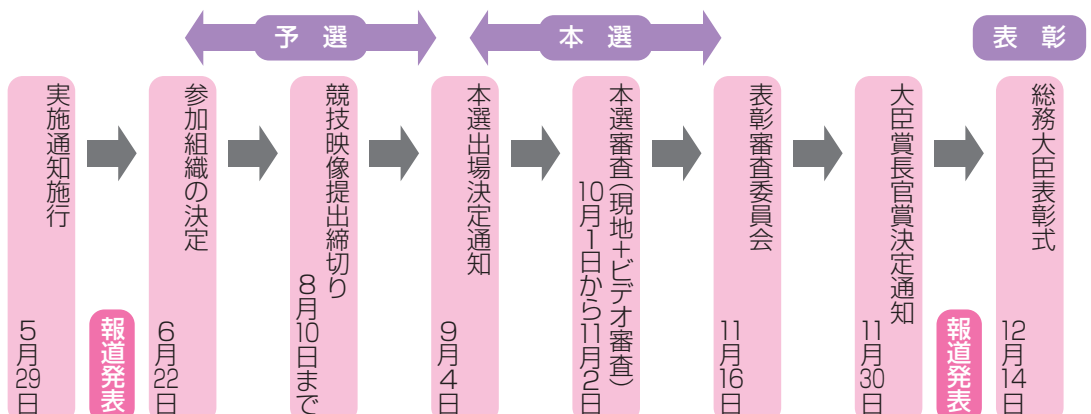 予選
本選
表彰
実施通知施行
5月29日
報道発表
参加組織の決定
6月22日
競技映像提出締切り
8月10日まで
本選出場決定通知
9月4日
本選審査（現地+ビデオ審査）
10月1日から11月2日
表彰審査委員会
11月16日
大臣賞長官賞決定通知
11月30日
報道発表
総務大臣表彰式
12月14日